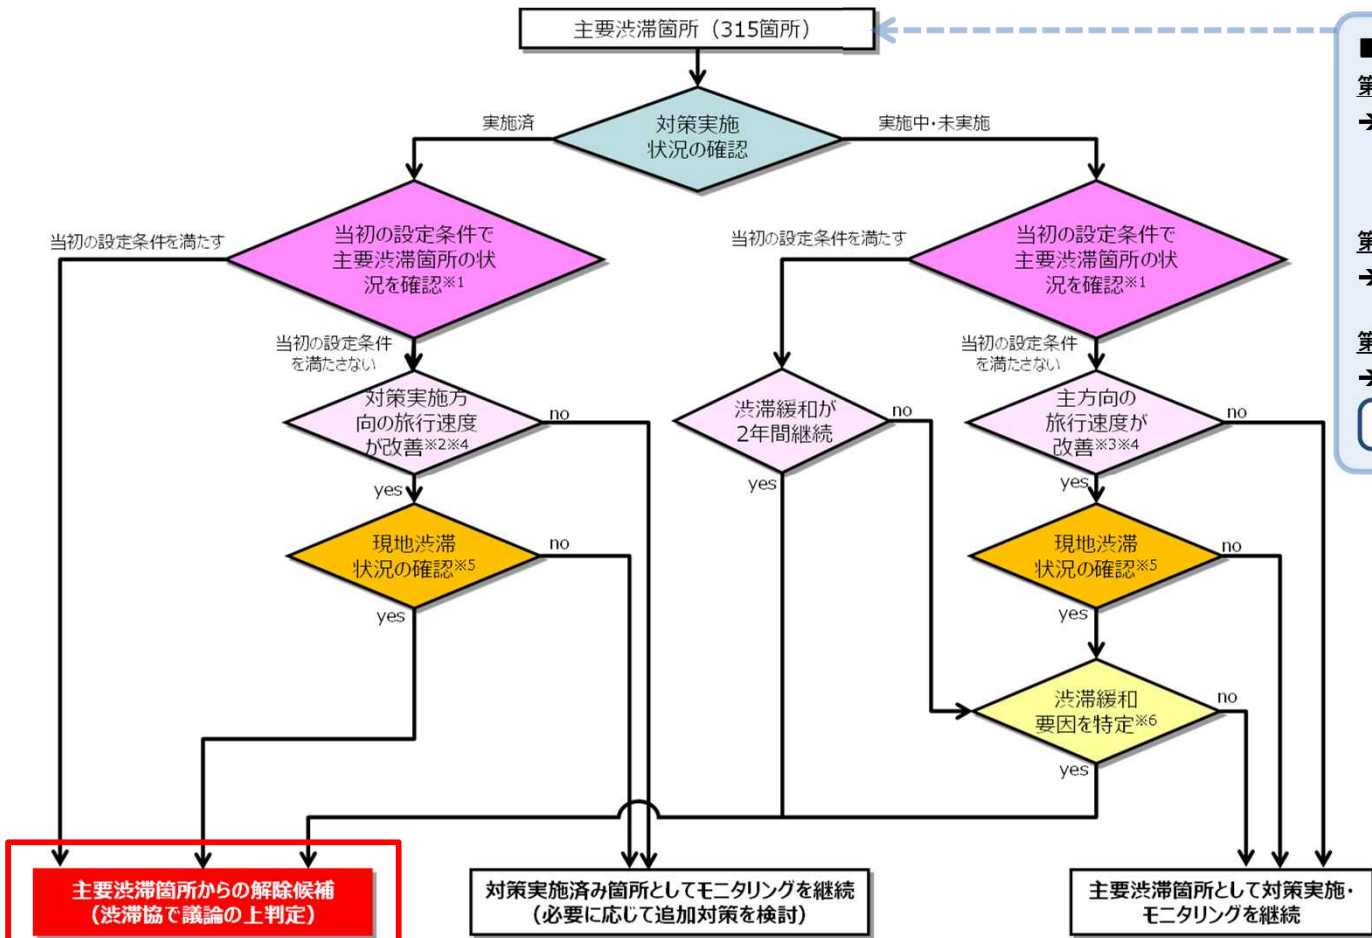 主要渋滞箇所（315箇所）
■
第
➔
第
➔
第
➔
対策実施
状況の確認
実施済
実施中・未実施
当初の設定条件で
主要渋滞箇所の状
況を確認※1
当初の設定条件を満たす
当初の設定条件
を満たさない
対策実施方
向の旅行速度
が改善※2※4
no
yes
現地渋滞
状況の確認※5
no
yes
当初の設定条件で
主要渋滞箇所の状
況を確認※1
当初の設定条件を満たす
当初の設定条件
を満たさない
渋滞緩和が
2年間継続
no
yes
主方向の
旅行速度が
改善※3※4
no
yes
現地渋滞
状況の確認※5
no
yes
渋滞緩和
要因を特定※6
no
yes
主要渋滞箇所からの解除候補
(渋滞協で議論の上判定)
対策実施済み箇所としてモニタリングを継続
(必要に応じて追加対策を検討)
主要渋滞箇所として対策実施・
モニタリングを継続